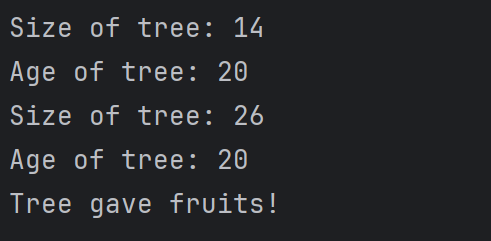 Size of tree: 14
Age of tree: 20
Size of tree: 26
Age of tree: 20
Tree gave fruits!